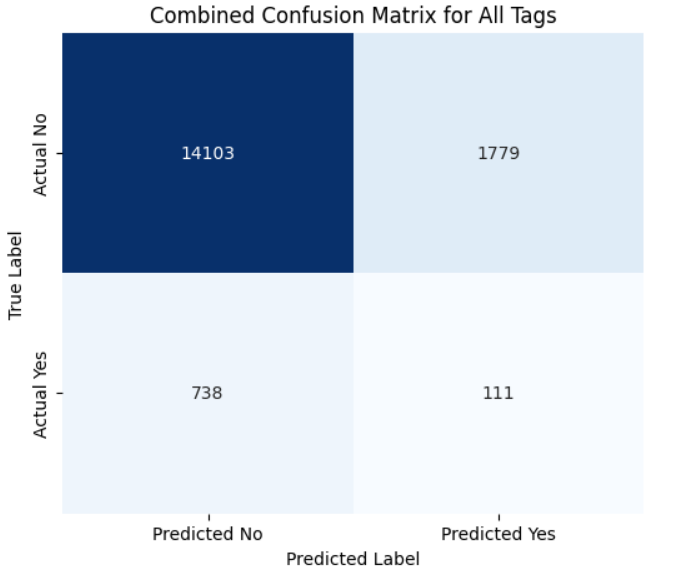 Combined Confusion Matrix for All Tags
Actual No
14103
1779
True Label
Actual Yes
738
111
Predicted No
Predicted Yes
Predicted Label